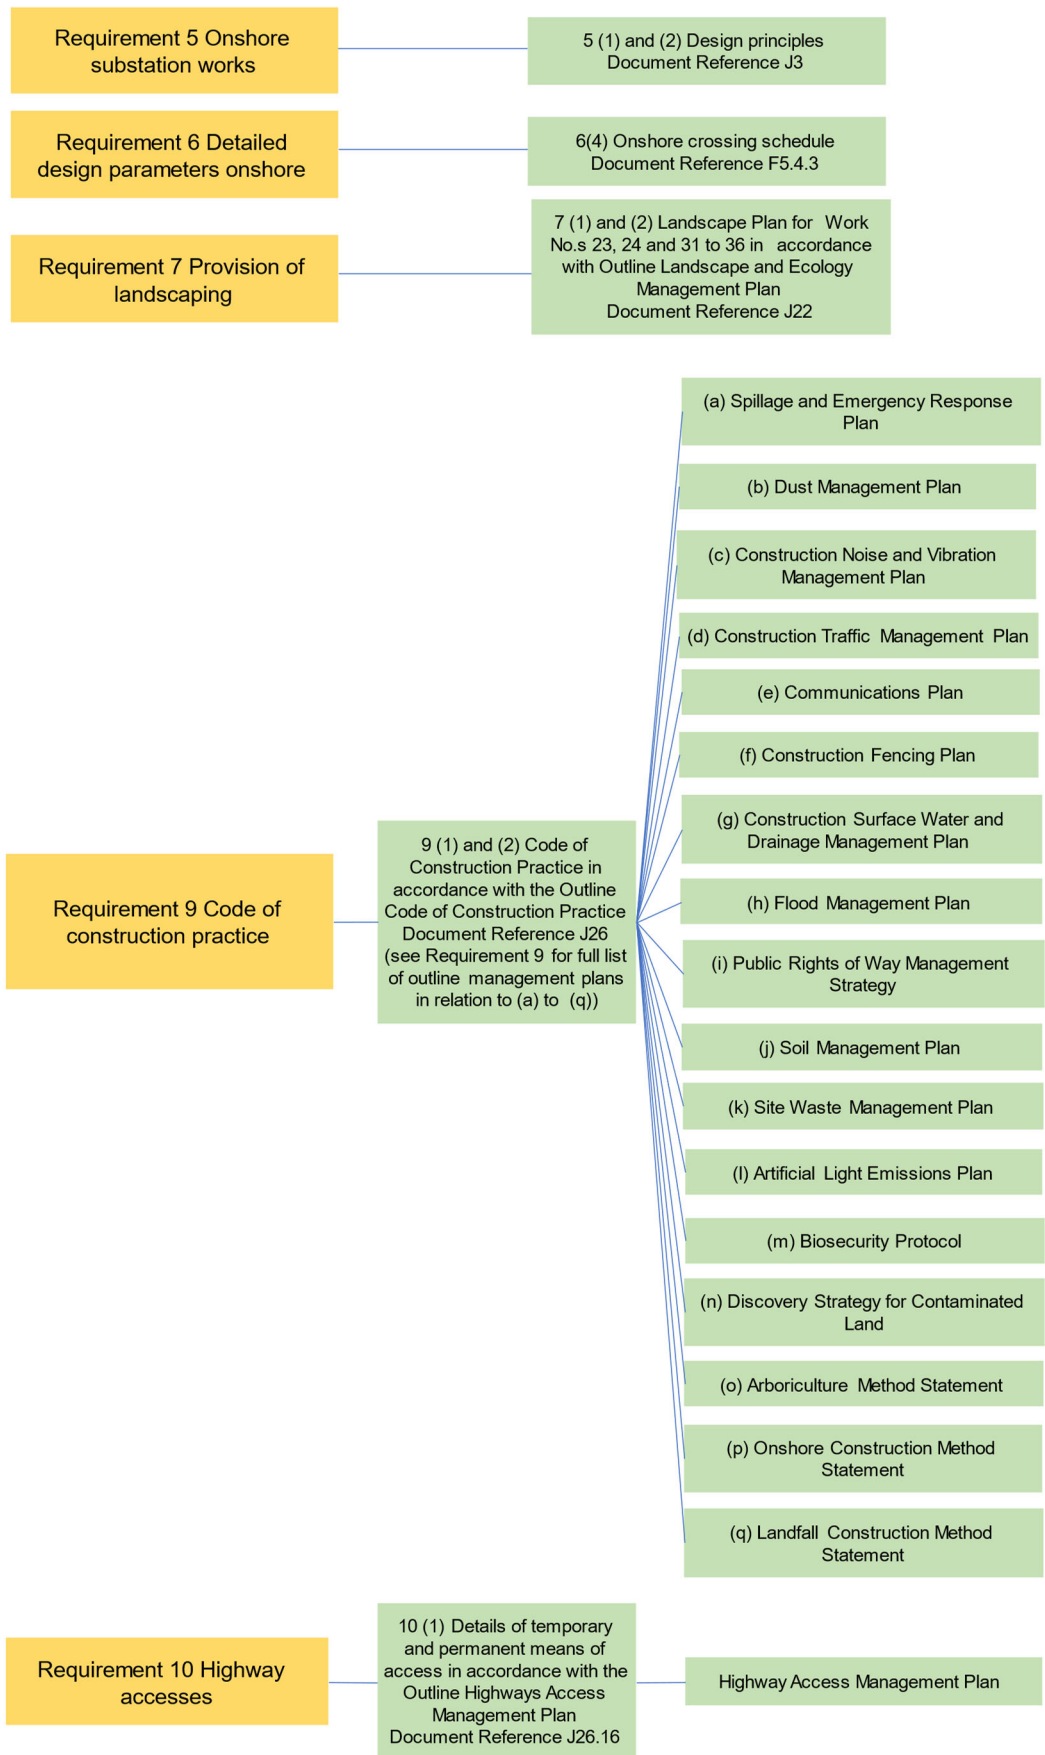 Requirement 5 Onshore
substation works
5 (1) and (2) Design principles
Document Reference J3
Requirement 6 Detailed
design parameters onshore
6(4) Onshore crossing schedule
Document Reference F5.4.3
Requirement 7 Provision of
landscaping
7 (1) and (2) Landscape Plan for Work
No.s 23, 24 and 31 to 36 in accordance
with Outline Landscape and Ecology
Management Plan
Document Reference J22
Requirement 9 Code of
construction practice
9 (1) and (2) Code of
Construction Practice in
accordance with the Outline
Code of Construction Practice
Document Reference J26
(see Requirement 9 for full list
of outline management plans
in relation to (a) to (q))
(a) Spillage and Emergency Response
Plan
(b) Dust Management Plan
(c) Construction Noise and Vibration
Management Plan
(d) Construction Traffic Management Plan
(e) Communications Plan
(f) Construction Fencing Plan
(g) Construction Surface Water and
Drainage Management Plan
(h) Flood Management Plan
(i) Public Rights of Way Management
Strategy
(j) Soil Management Plan
(k) Site Waste Management Plan
(l) Artificial Light Emissions Plan
(m) Biosecurity Protocol
(n) Discovery Strategy for Contaminated
Land
(o) Arboriculture Method Statement
(p) Onshore Construction Method
Statement
(q) Landfall Construction Method
Statement
Requirement 10 Highway
accesses
10 (1) Details of temporary
and permanent means of
access in accordance with the
Outline Highways Access
Management Plan
Document Reference J26.16
Highway Access Management Plan